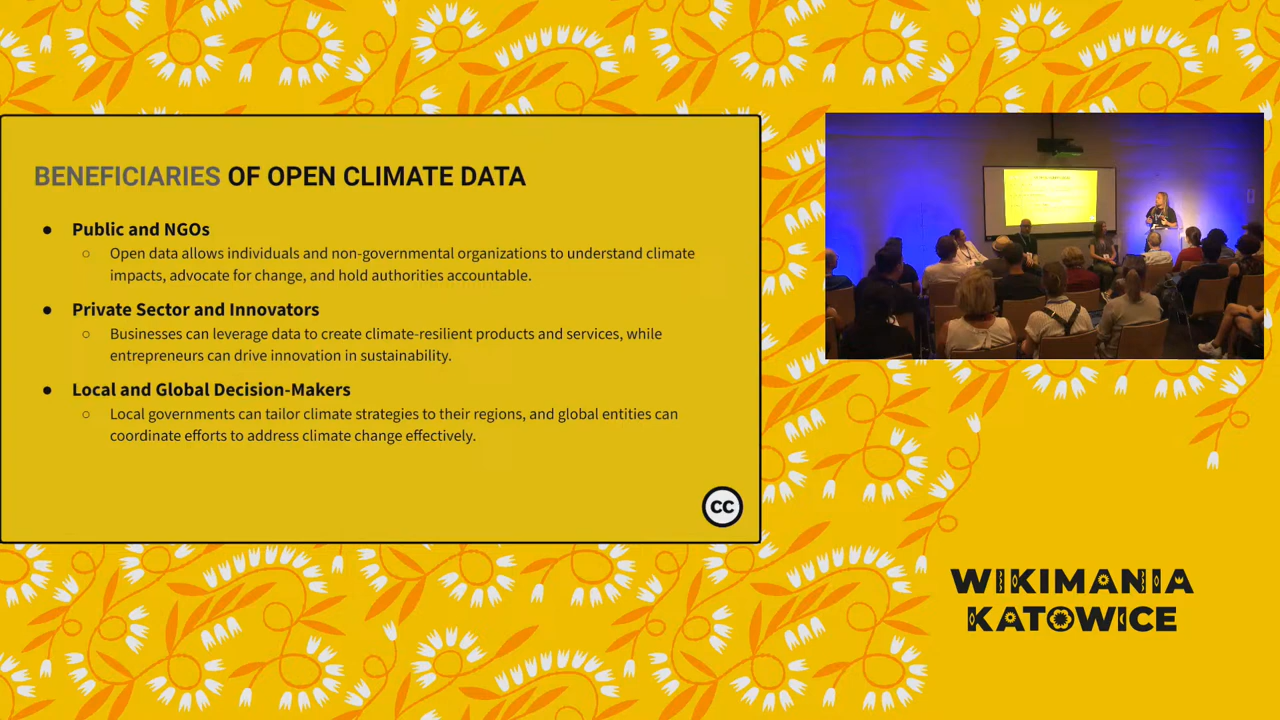 BENEFICIARIES OF OPEN CLIMATE DATA
● Public and NGOs
○ Open data allows individuals and non-governmental organizations to understand climate
impacts, advocate for change, and hold authorities accountable.
● Private Sector and Innovators
○ Businesses can leverage data to create climate-resilient products and services, while
entrepreneurs can drive innovation in sustainability.
● Local and Global Decision-Makers
○ Local governments can tailor climate strategies to their regions, and global entities can
coordinate efforts to address climate change effectively.
CC
WIKIMANIA
KATOWICE